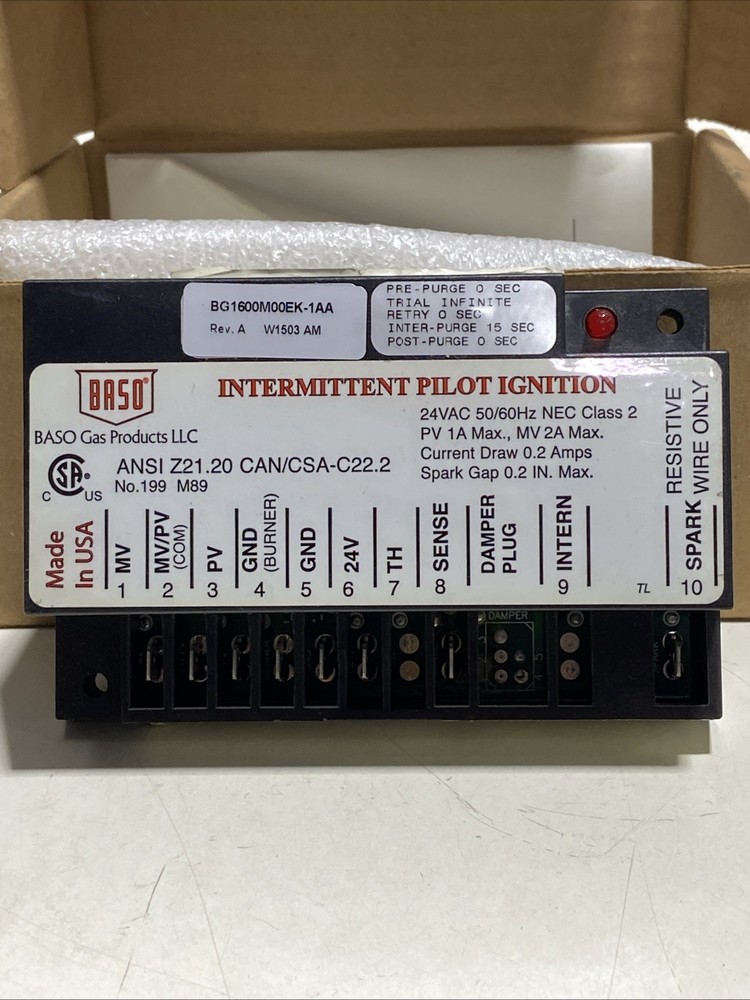 BG1600M00EK-1AA
Rev. A W1503 AM
PRE-PURGE 0 SEC
TRIAL INFINITE
RETRY 0 SEC
INTER-PURGE 15 SEC
POST-PURGE 0 SEC
BASO®
BASO Gas Products LLC
INTERMITTENT PILOT IGNITION
24VAC 50/60Hz NEC Class 2
PV 1A Max., MV 2A Max.
Current Draw 0.2 Amps
Spark Gap 0.2 IN. Max.
C US
ANSI Z21.20 CAN/CSA-C22.2
No.199 M89
Made
In USA
MV
1
MV/PV
(COM)
2
PV
3
GND
(BURNER)
4
GND
5
24V
6
TH
7
SENSE
8
DAMPER
PLUG
INTERN
9
TL
RESISTIVE
WIRE ONLY
SPARK
10
DAMPER